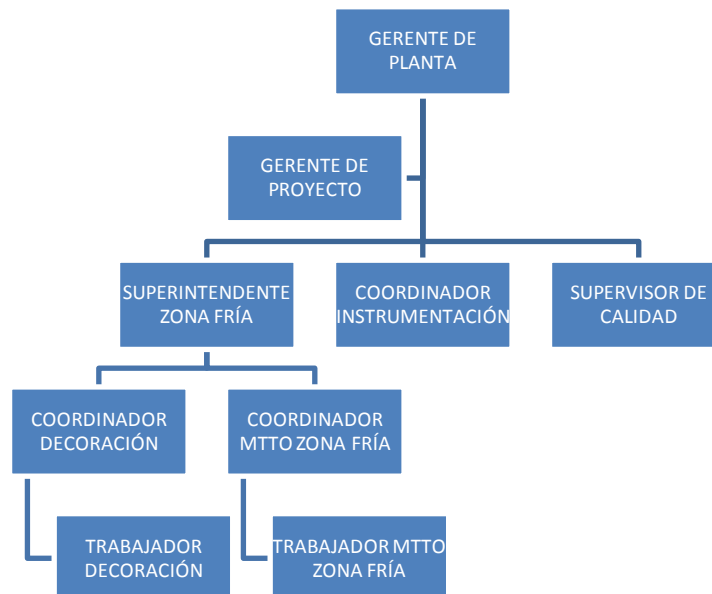 GERENTE DE
PLANTA
GERENTE DE
PROYECTO
SUPERINTENDENTE
ZONA FRÍA
COORDINADOR
INSTRUMENTACIÓN
SUPERVISOR DE
CALIDAD
COORDINADOR
DECORACIÓN
COORDINADOR
MTTO ZONA FRÍA
TRABAJADOR
DECORACIÓN
TRABAJADOR MTTO
ZONA FRÍA